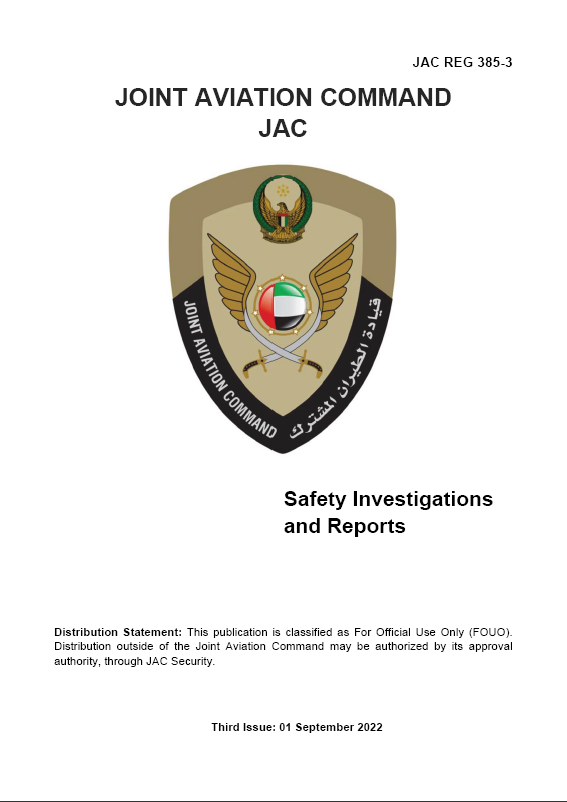 JAC REG 385-3
JOINT AVIATION COMMAND
JAC
JOINT AVIATION COMMAND
قيادة الطيران المشترك
Safety Investigations
and Reports
Distribution Statement: This publication is classified as For Official Use Only (FOUO).
Distribution outside of the Joint Aviation Command may be authorized by its approval
authority, through JAC Security.
Third Issue: 01 September 2022